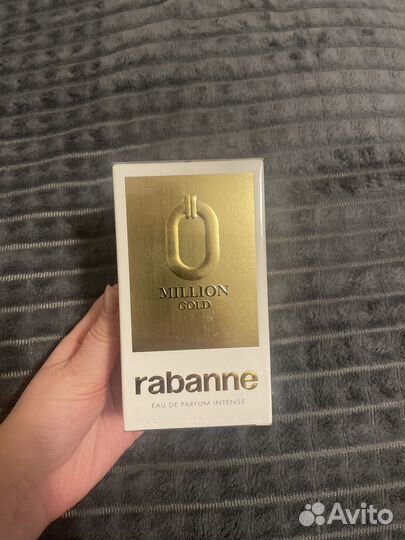 MILLION
GOLD
rabanne
EAU DE PARFUM INTENSE
Avito